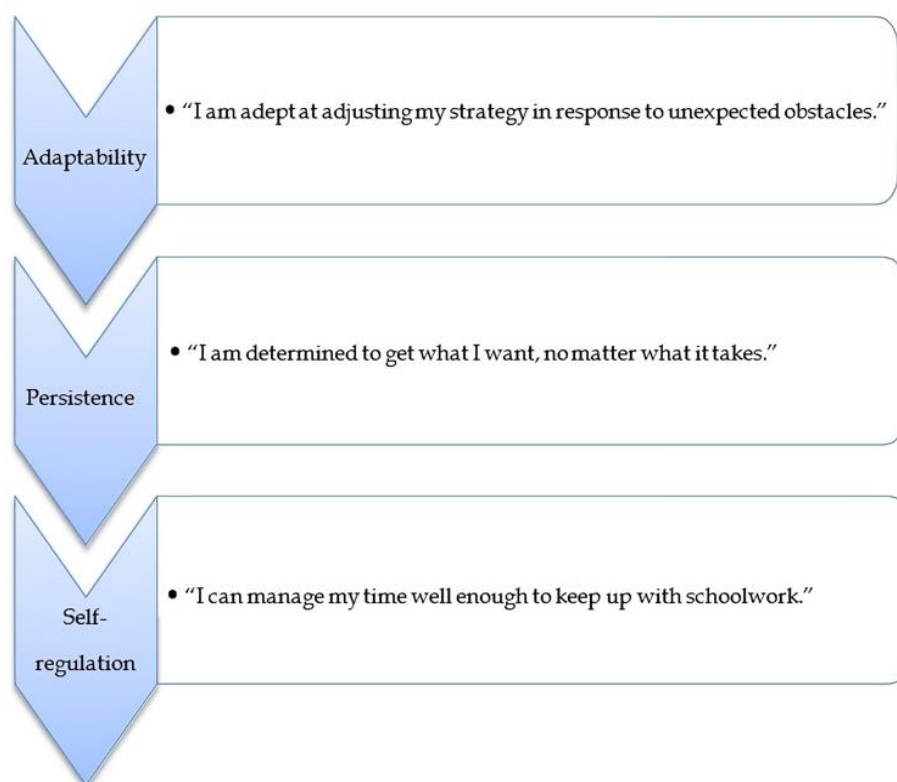 Adaptability
• “I am adept at adjusting my strategy in response to unexpected obstacles.”
Persistence
• “I am determined to get what I want, no matter what it takes.”
Self-
regulation
• “I can manage my time well enough to keep up with schoolwork.”